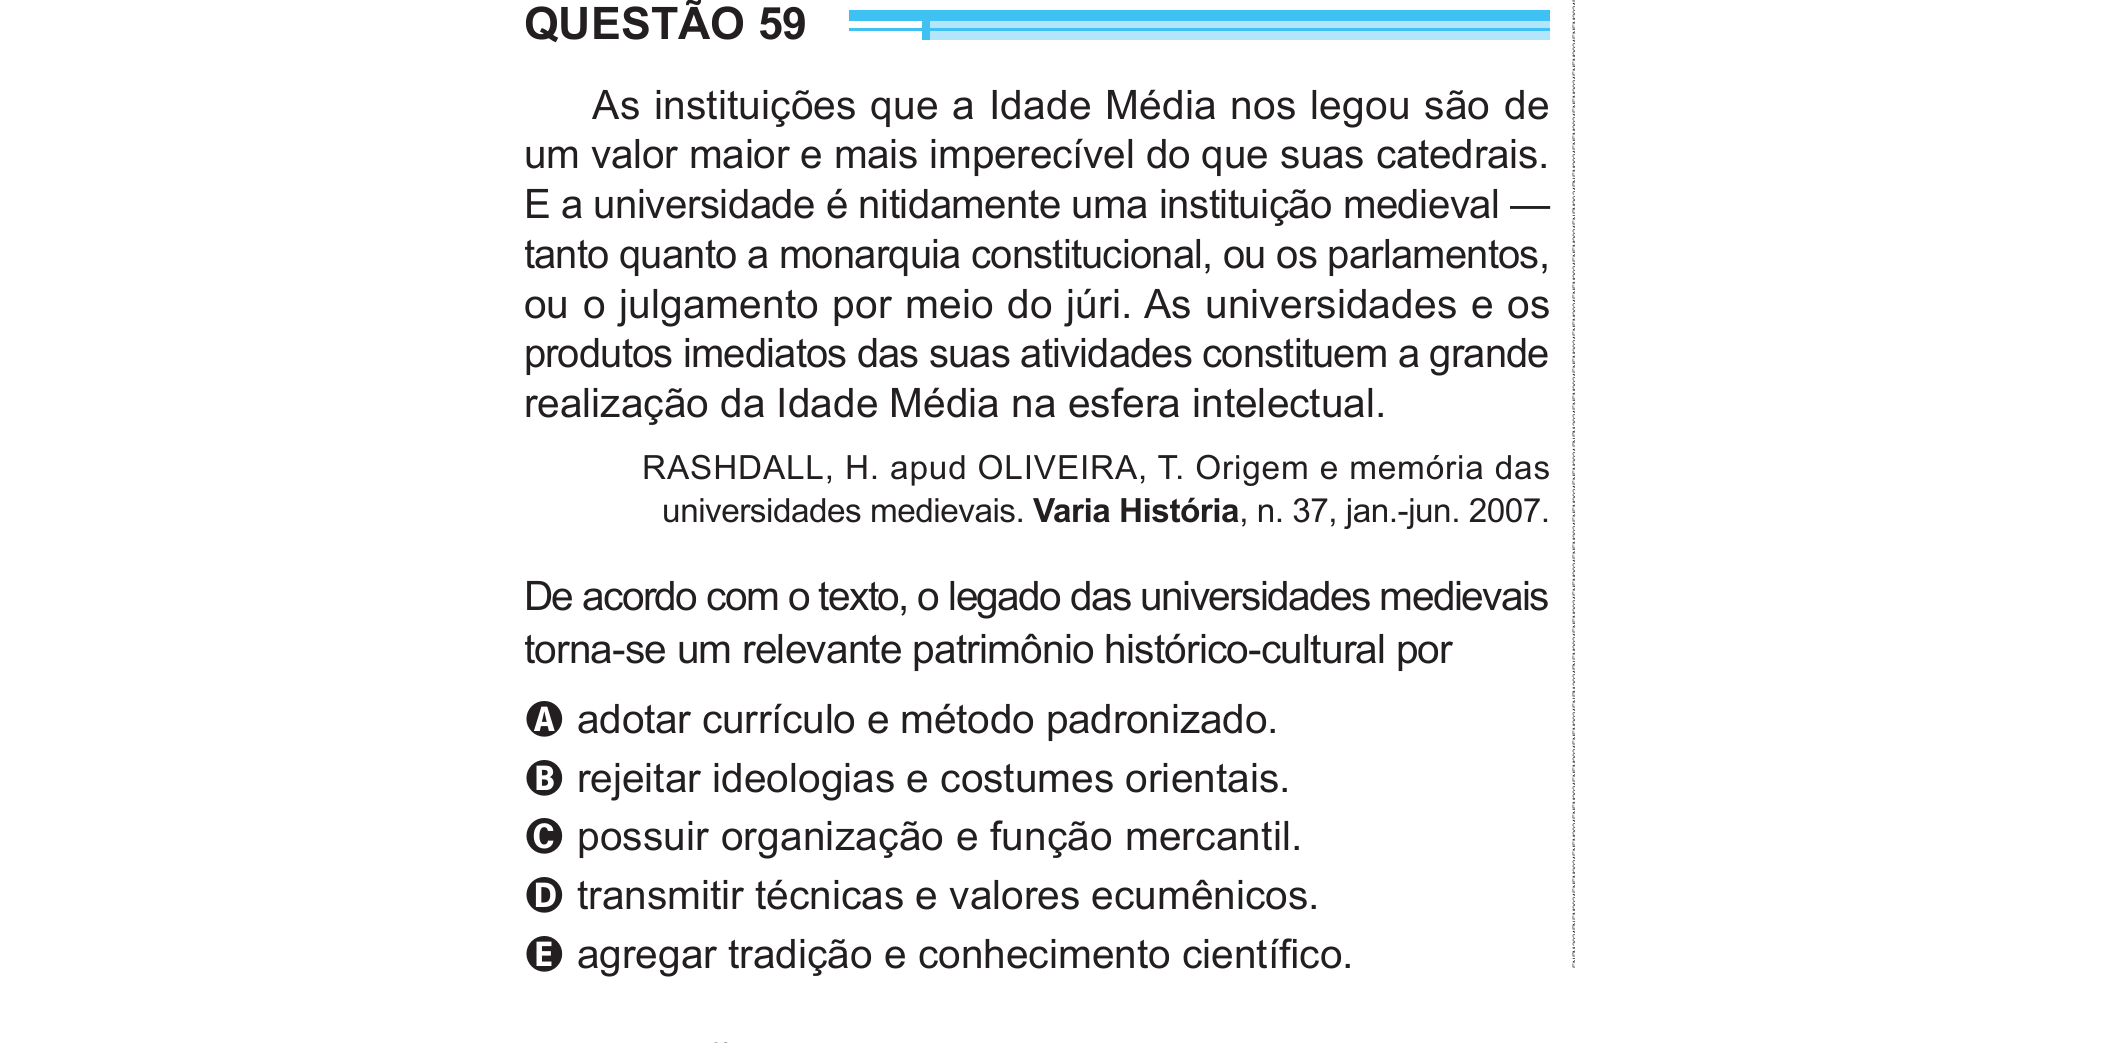 QUESTÃO 59
As instituições que a Idade Média nos legou são de
um valor maior e mais imperecível do que suas catedrais.
E a universidade é nitidamente uma instituição medieval —
tanto quanto a monarquia constitucional, ou os parlamentos,
ou o julgamento por meio do júri. As universidades e os
produtos imediatos das suas atividades constituem a grande
realização da Idade Média na esfera intelectual.
RASHDALL, H. apud OLIVEIRA, T. Origem e memória das
universidades medievais. Varia História, n. 37, jan.-jun. 2007.
De acordo com o texto, o legado das universidades medievais
torna-se um relevante patrimônio histórico-cultural por
A adotar currículo e método padronizado.
B rejeitar ideologias e costumes orientais.
C possuir organização e função mercantil.
D transmitir técnicas e valores ecumênicos.
E agregar tradição e conhecimento científico.